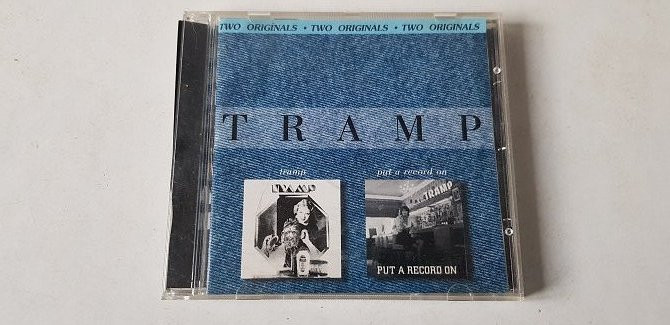 TWO ORIGINALS • TWO ORIGINALS • TWO ORIGINALS
TRAMP
tramp
put a record on
TRAMP
PUT A RECORD ON